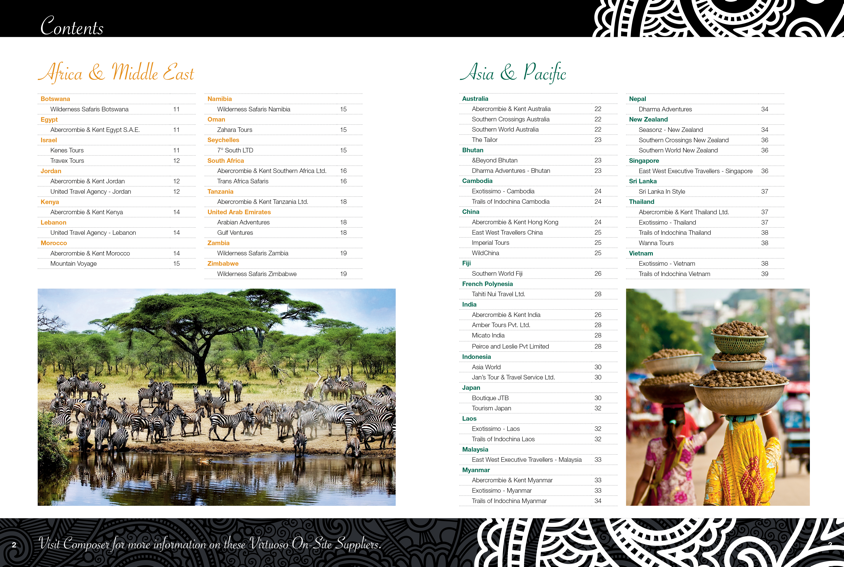 Contents
Africa & Middle East
Botswana
Wilderness Safaris Botswana 11
Egypt
Abercrombie & Kent Egypt S.A.E. 11
Israel
Kenes Tours 11
Travex Tours 12
Jordan
Abercrombie & Kent Jordan 12
United Travel Agency - Jordan 12
Kenya
Abercrombie & Kent Kenya 14
Lebanon
United Travel Agency - Lebanon 14
Morocco
Abercrombie & Kent Morocco 14
Mountain Voyage 15
Namibia
Wilderness Safaris Namibia 15
Oman
Zahara Tours 15
Seychelles
7° South LTD 15
South Africa
Abercrombie & Kent Southern Africa Ltd. 16
Trans Africa Safaris 16
Tanzania
Abercrombie & Kent Tanzania Ltd. 18
United Arab Emirates
Arabian Adventures 18
Gulf Ventures 18
Zambia
Wilderness Safaris Zambia 19
Zimbabwe
Wilderness Safaris Zimbabwe 19
Asia & Pacific
Australia
Abercrombie & Kent Australia 22
Southern Crossings Australia 22
Southern World Australia 22
The Tailor 23
Bhutan
&Beyond Bhutan 23
Dharma Adventures - Bhutan 23
Cambodia
Exotissimo - Cambodia 24
Trails of Indochina Cambodia 24
China
Abercrombie & Kent Hong Kong 24
East West Travellers China 25
Imperial Tours 25
WildChina 25
Fiji
Southern World Fiji 26
French Polynesia
Tahiti Nui Travel Ltd. 28
India
Abercrombie & Kent India 26
Amber Tours Pvt. Ltd. 28
Micato India 28
Peirce and Leslie Pvt Limited 28
Indonesia
Asia World 30
Jan's Tour & Travel Service Ltd. 30
Japan
Boutique JTB 30
Tourism Japan 32
Laos
Exotissimo - Laos 32
Trails of Indochina Laos 32
Malaysia
East West Executive Travellers - Malaysia 33
Myanmar
Abercrombie & Kent Myanmar 33
Exotissimo - Myanmar 33
Trails of Indochina Myanmar 34
Nepal
Dharma Adventures 34
New Zealand
Seasonz - New Zealand 34
Southern Crossings New Zealand 36
Southern World New Zealand 36
Singapore
East West Executive Travellers - Singapore 36
Sri Lanka
Sri Lanka In Style 37
Thailand
Abercrombie & Kent Thailand Ltd. 37
Exotissimo - Thailand 37
Trails of Indochina Thailand 38
Wanna Tours 38
Vietnam
Exotissimo - Vietnam 38
Trails of Indochina Vietnam 39
2 Visit Composer for more information on these Virtuoso On-Site Suppliers. 3